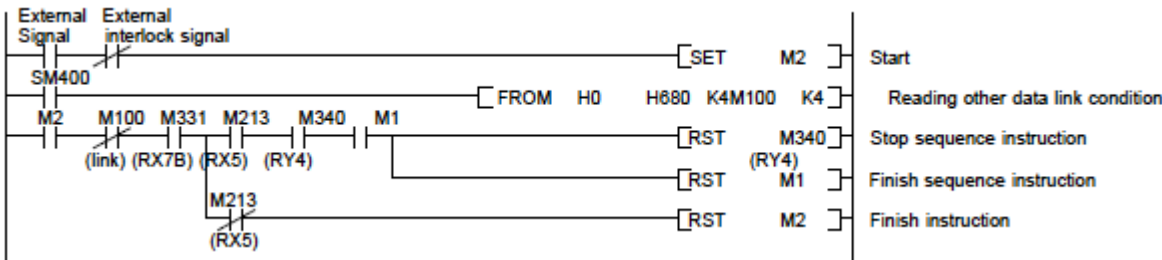 External External
Signal interlock signal
SET M2 Start
SM400
FROM H0 H680 K4M100 K4 Reading other data link condition
M2 M100 M331 M213 M340 M1
RST M340 Stop sequence instruction
(link) (RX7B) (RX5) (RY4) (RY4)
RST M1 Finish sequence instruction
M213
RST M2 Finish instruction
(RX5)